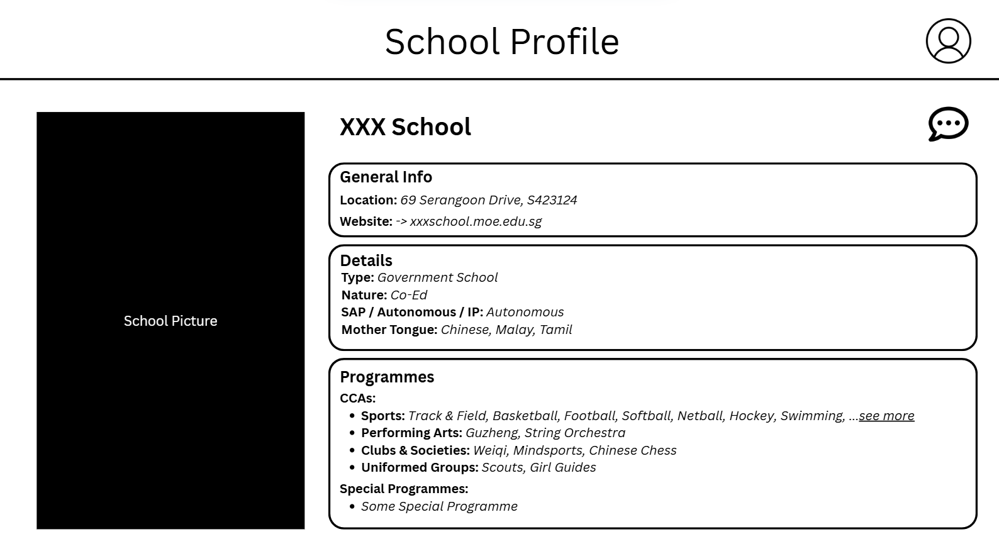 School Profile
XXX School
School Picture
General Info
Location: 69 Serangoon Drive, S423124
Website: -> xxxschool.moe.edu.sg
Details
Type: Government School
Nature: Co-Ed
SAP / Autonomous / IP: Autonomous
Mother Tongue: Chinese, Malay, Tamil
Programmes
CCAs:
• Sports: Track & Field, Basketball, Football, Softball, Netball, Hockey, Swimming, ...see more
• Performing Arts: Guzheng, String Orchestra
• Clubs & Societies: Weiqi, Mindsports, Chinese Chess
• Uniformed Groups: Scouts, Girl Guides
Special Programmes:
• Some Special Programme